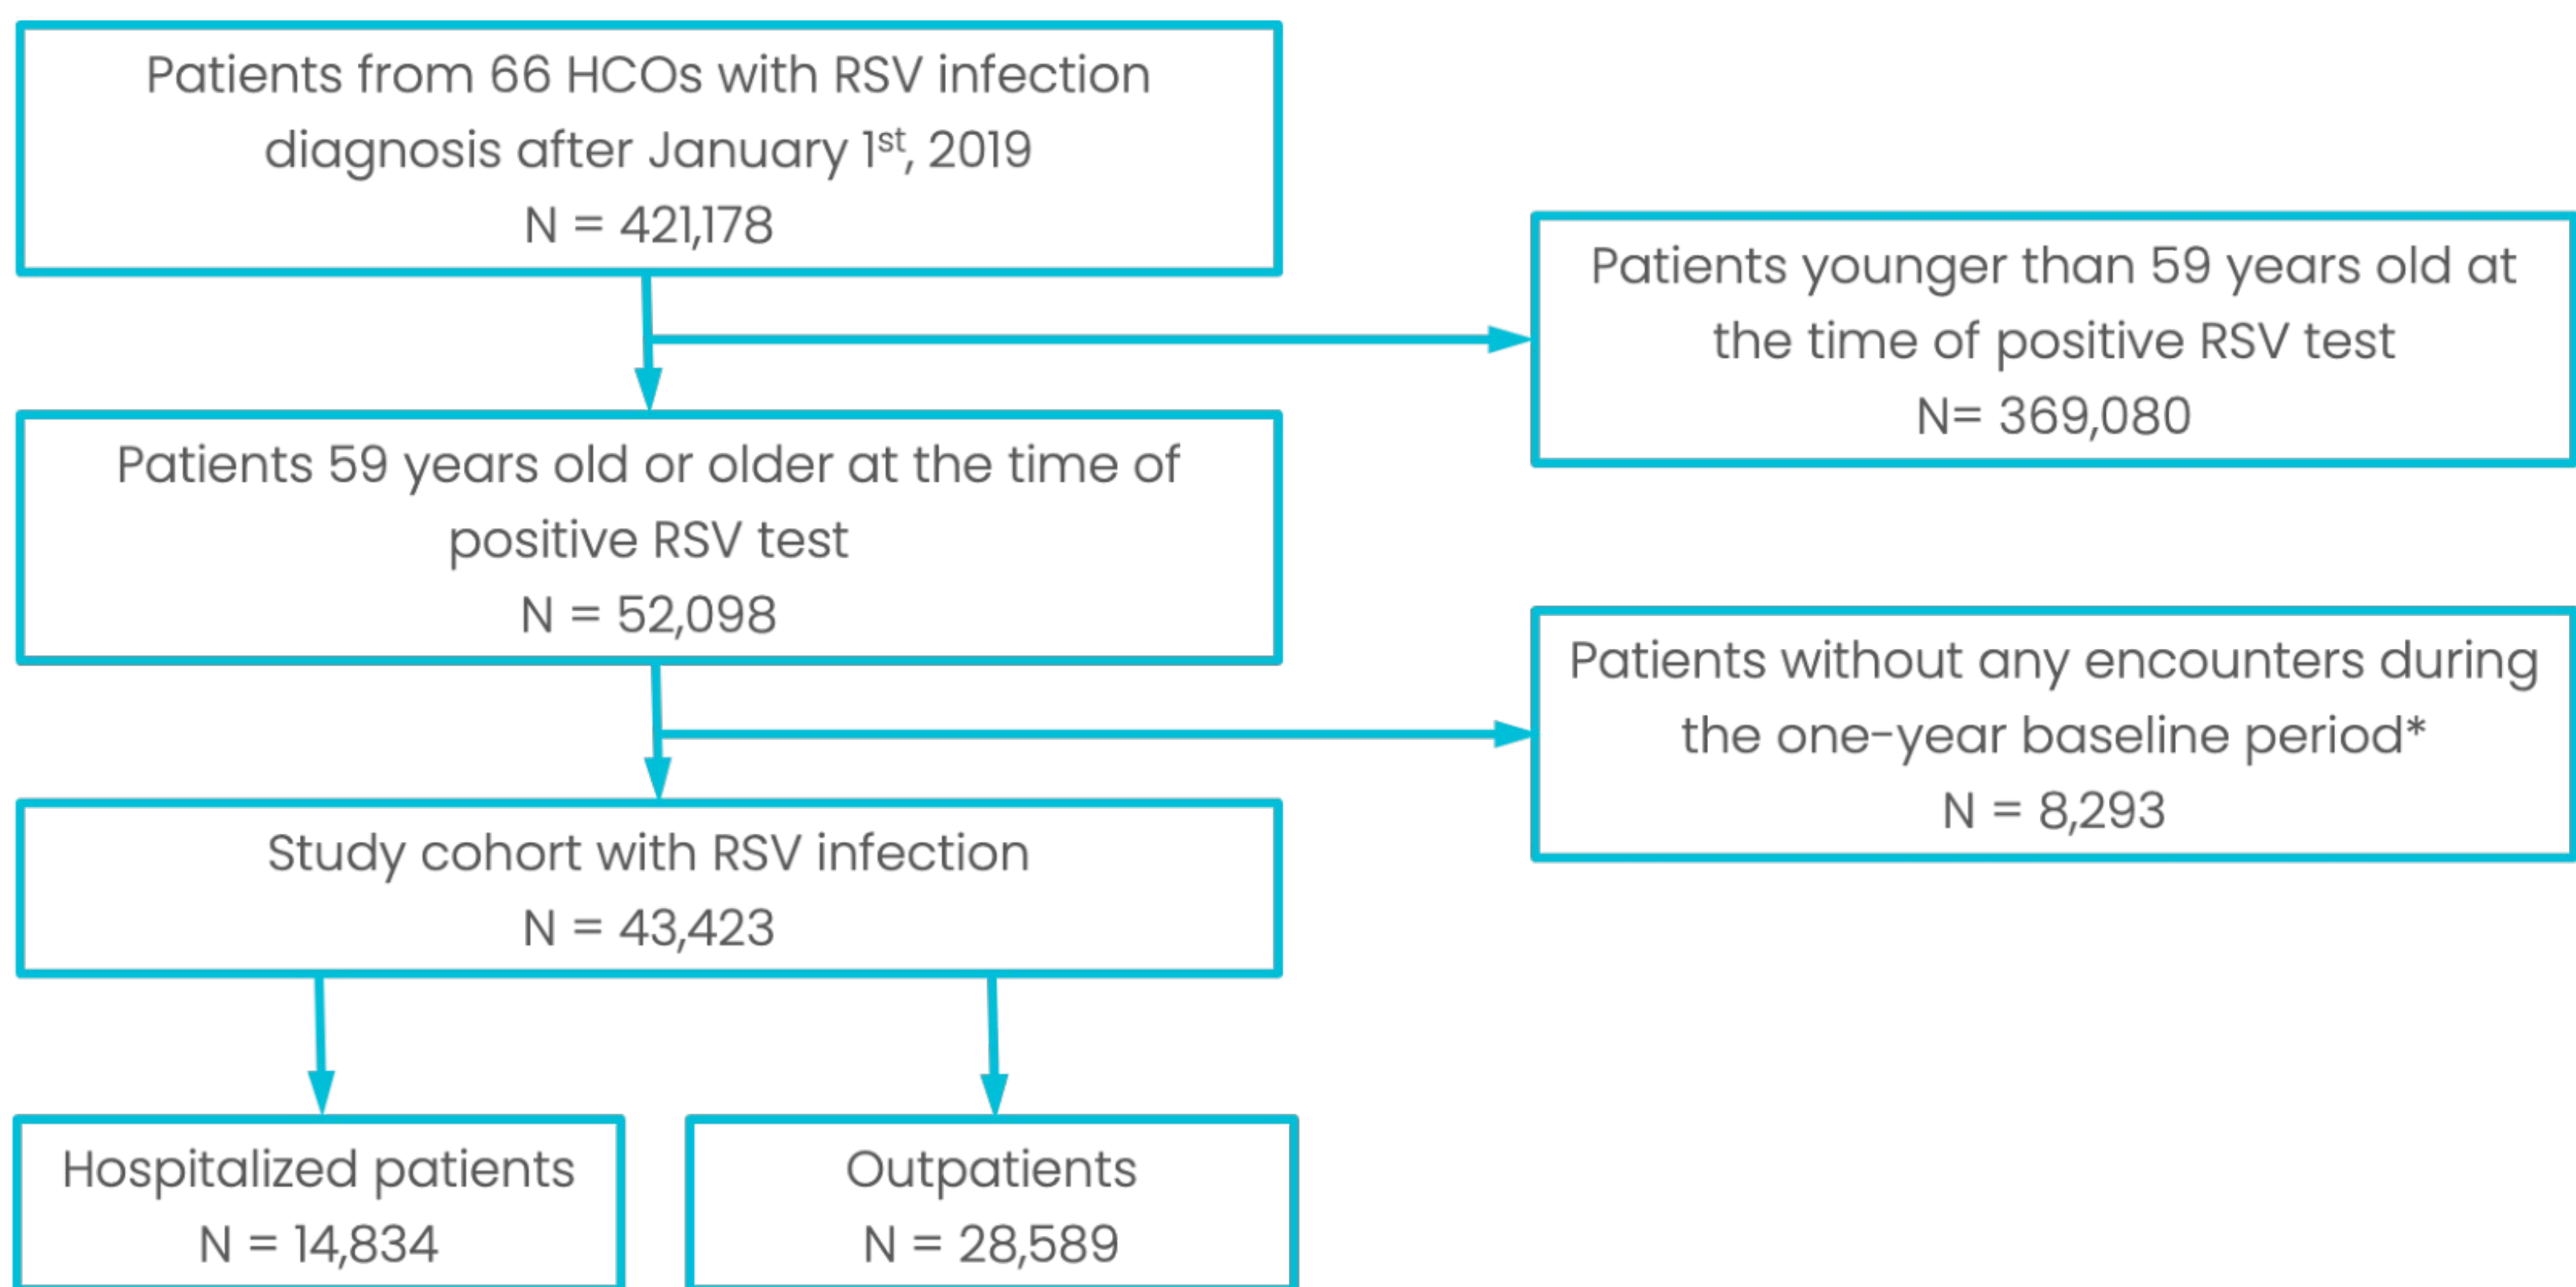 Patients from 66 HCOs with RSV infection
diagnosis after January 1st, 2019
N = 421,178
Patients younger than 59 years old at
the time of positive RSV test
N= 369,080
Patients 59 years old or older at the time of
positive RSV test
N = 52,098
Patients without any encounters during
the one-year baseline period*
N = 8,293
Study cohort with RSV infection
N = 43,423
Hospitalized patients
N = 14,834
Outpatients
N = 28,589